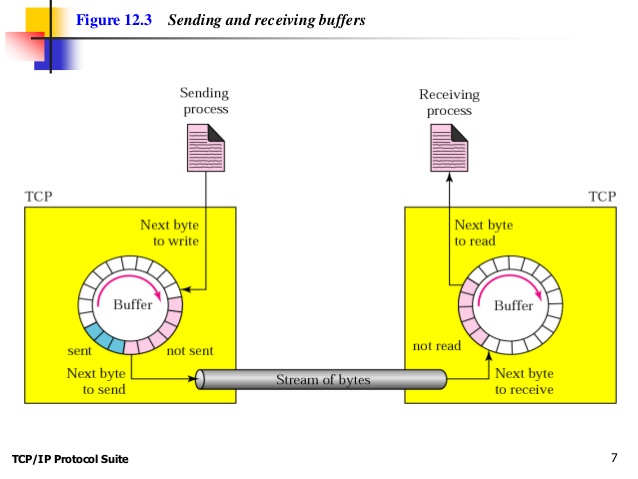 Figure 12.3 Sending and receiving buffers
Sending
process
Receiving
process
TCP
TCP
Next byte
to write
Next byte
to read
Buffer
Buffer
sent
not sent
not read
Next byte
to send
Stream of bytes
Next byte
to receive
TCP/IP Protocol Suite
7